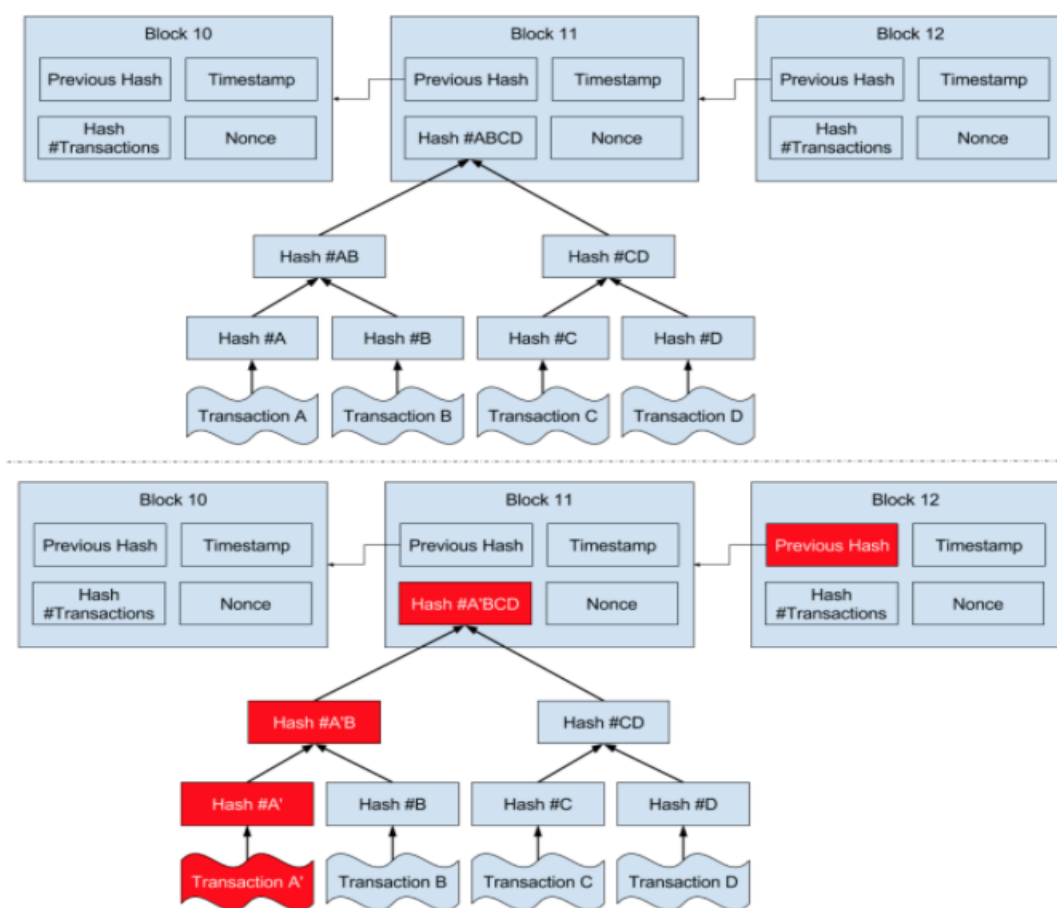 Block 10
Block 11
Block 12
Previous Hash
Timestamp
Previous Hash
Timestamp
Previous Hash
Timestamp
Hash
#Transactions
Nonce
Hash #ABCD
Nonce
Hash
#Transactions
Nonce
Hash #AB
Hash #CD
Hash #A
Hash #B
Hash #C
Hash #D
Transaction A
Transaction B
Transaction C
Transaction D
Block 10
Block 11
Block 12
Previous Hash
Timestamp
Previous Hash
Timestamp
Previous Hash
Timestamp
Hash
#Transactions
Nonce
Hash #A'BCD
Nonce
Hash
#Transactions
Nonce
Hash #A'B
Hash #CD
Hash #A'
Hash #B
Hash #C
Hash #D
Transaction A'
Transaction B
Transaction C
Transaction D